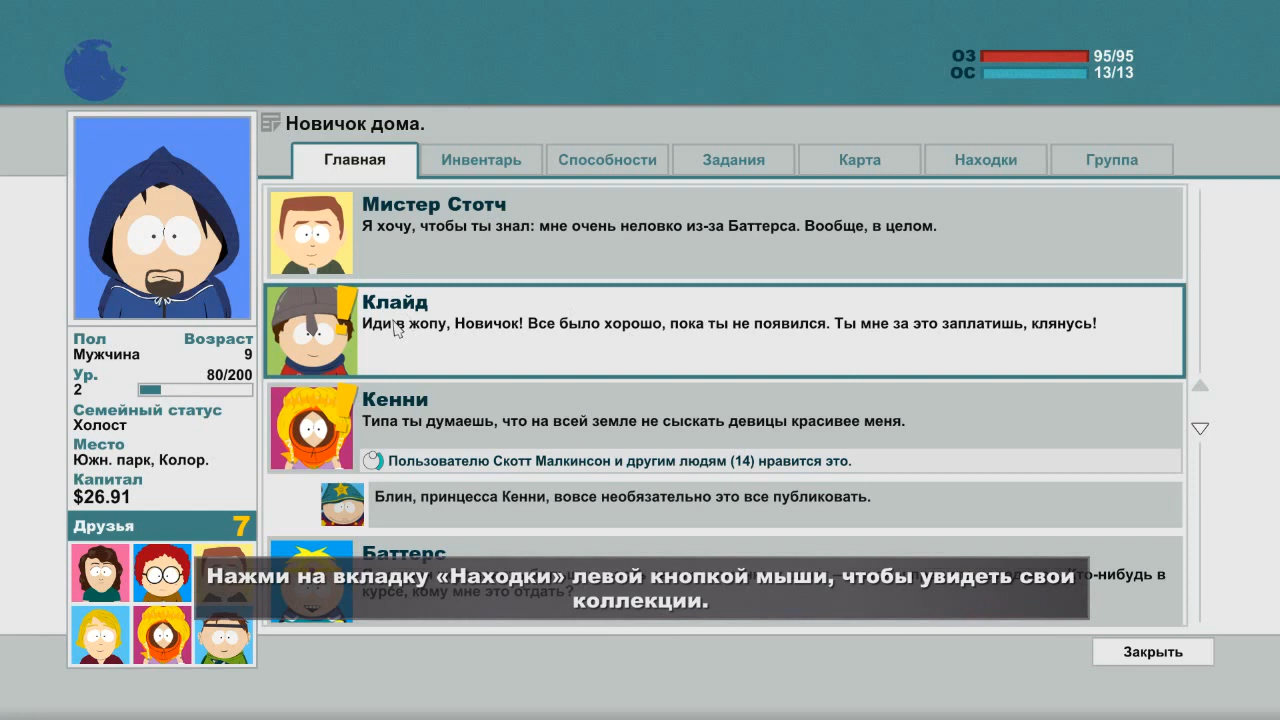 ОЗ 95/95
ОС 13/13
Новичок дома.
Главная Инвентарь Способности Задания Карта Находки Группа
Мистер Стотч
Я хочу, чтобы ты знал: мне очень неловко из-за Баттерса. Вообще, в целом.
Клайд
Иди в жопу, Новичок! Все было хорошо, пока ты не появился. Ты мне за это заплатишь, клянусь!
Кенни
Типа ты думаешь, что на всей земле не сыскать девицы красивее меня.
Пользователю Скотт Малкинсон и другим людям (14) нравится это.
Блин, принцесса Кенни, вовсе необязательно это все публиковать.
Баттерс
Кто-нибудь в
курсе, кому мне это отдать?
Пол Возраст
Мужчина 9
Ур. 80/200
2
Семейный статус
Холост
Место
Южн. парк, Колор.
Капитал
$26.91
Друзья 7
Нажми на вкладку «Находки» левой кнопкой мыши, чтобы увидеть свои
коллекции.
Закрыть